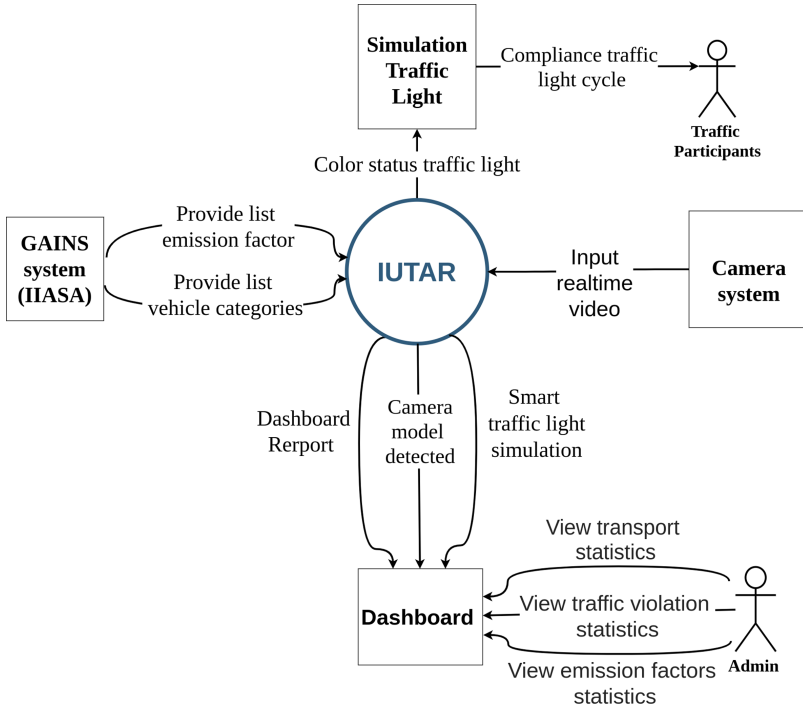 Simulation
Traffic
Light
Compliance traffic
light cycle
Traffic
Participants
Color status traffic light
GAINS
system
(IIASA)
Provide list
emission factor
Provide list
vehicle categories
IUTAR
Input
realtime
video
Camera
system
Dashboard
Rerport
Camera
model
detected
Smart
traffic light
simulation
Dashboard
View transport
statistics
View traffic violation
statistics
View emission factors
statistics
Admin